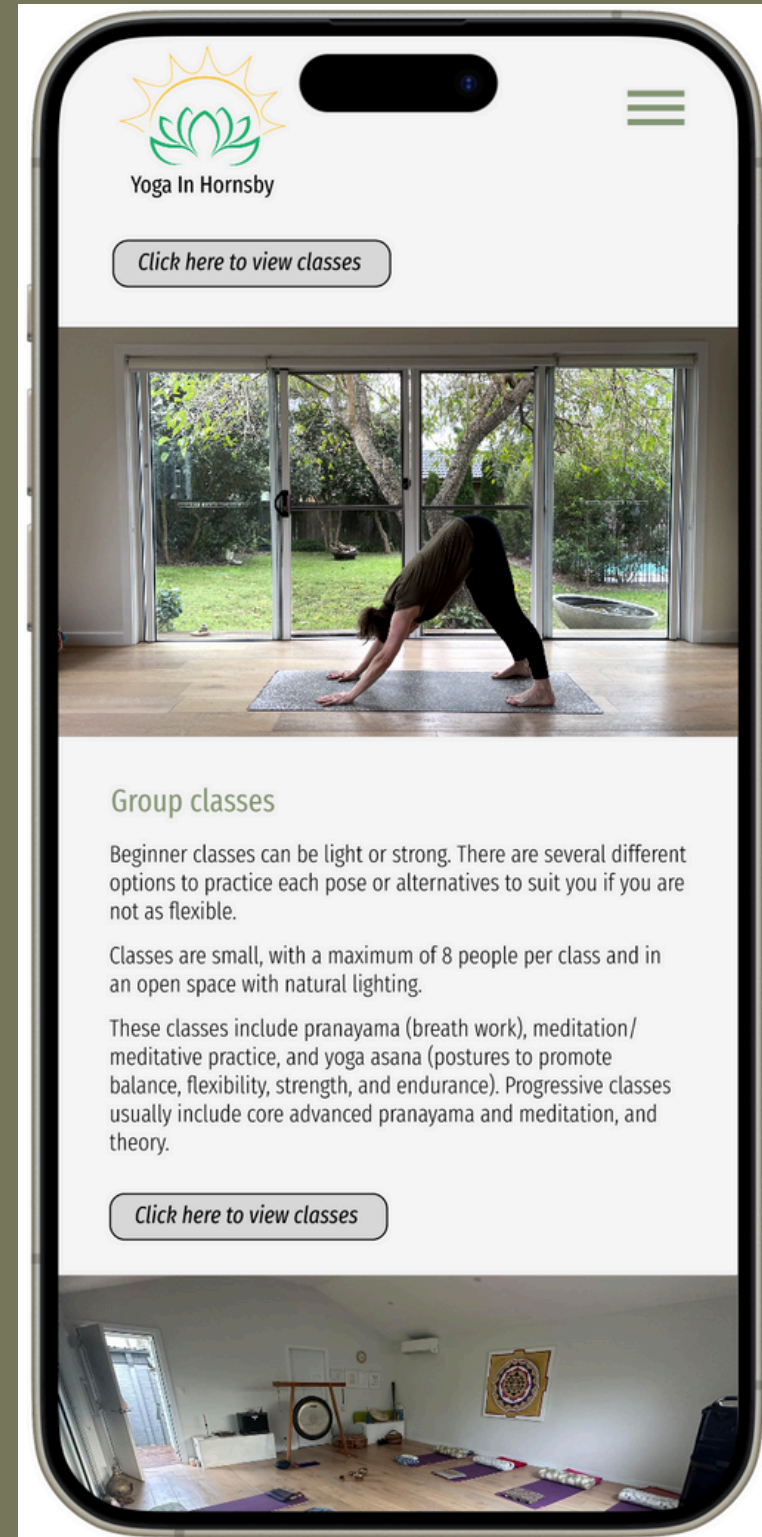 Yoga In Hornsby
Click here to view classes
Group classes
Beginner classes can be light or strong. There are several different
options to practice each pose or alternatives to suit you if you are
not as flexible.
Classes are small, with a maximum of 8 people per class and in
an open space with natural lighting.
These classes include pranayama (breath work), meditation/
meditative practice, and yoga asana (postures to promote
balance, flexibility, strength, and endurance). Progressive classes
usually include core advanced pranayama and meditation, and
theory.
Click here to view classes